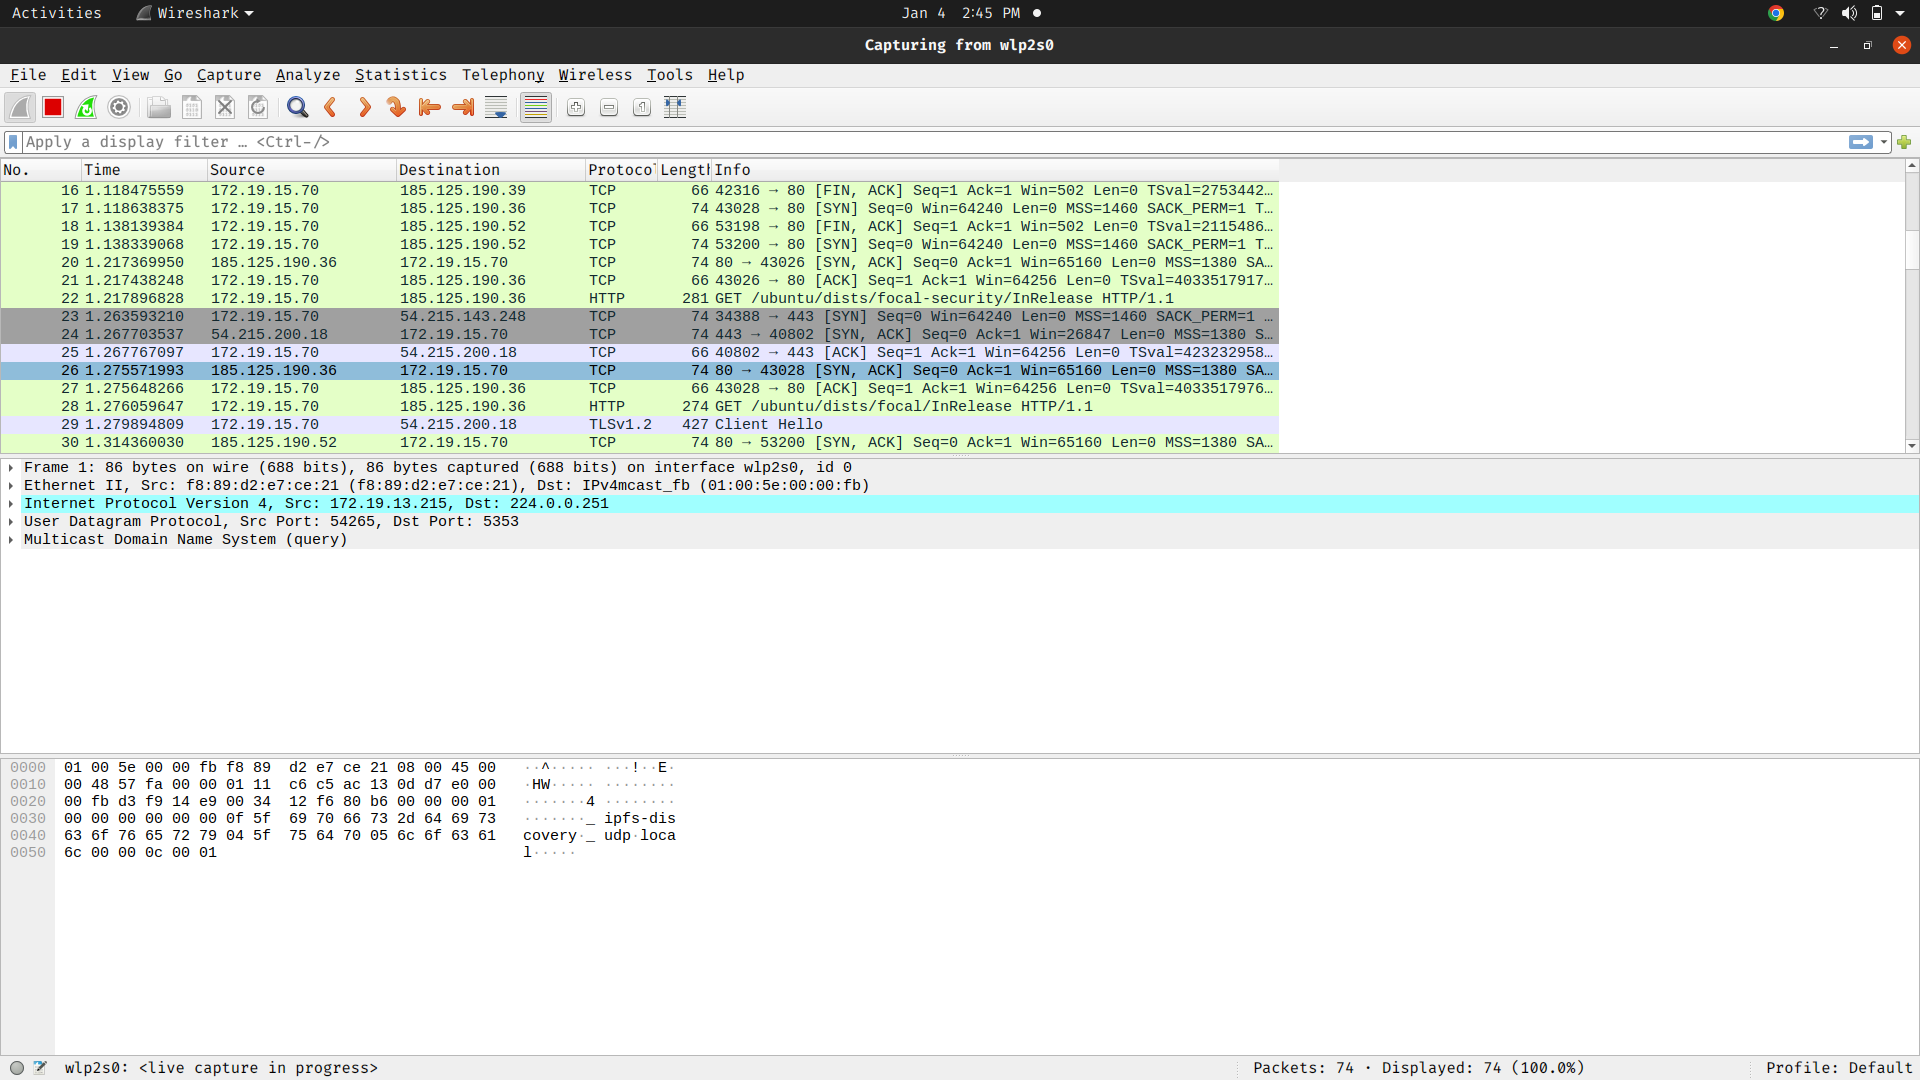 Activities Wireshark Jan 4 2:45 PM
Capturing from wlp2s0
File Edit View Go Capture Analyze Statistics Telephony Wireless Tools Help
Apply a display filter … <Ctrl-/>
No. Time Source Destination Protocol Length Info
16 1.118475559 172.19.15.70 185.125.190.39 TCP 66 42316 → 80 [FIN, ACK] Seq=1 Ack=1 Win=502 Len=0 TSval=2753442…
17 1.118638375 172.19.15.70 185.125.190.36 TCP 74 43028 → 80 [SYN] Seq=0 Win=64240 Len=0 MSS=1460 SACK_PERM=1 T…
18 1.138139384 172.19.15.70 185.125.190.52 TCP 66 53198 → 80 [FIN, ACK] Seq=1 Ack=1 Win=502 Len=0 TSval=2115486…
19 1.138339068 172.19.15.70 185.125.190.52 TCP 74 53200 → 80 [SYN] Seq=0 Win=64240 Len=0 MSS=1460 SACK_PERM=1 T…
20 1.217369950 185.125.190.36 172.19.15.70 TCP 74 80 → 43026 [SYN, ACK] Seq=0 Ack=1 Win=65160 Len=0 MSS=1380 SA…
21 1.217438248 172.19.15.70 185.125.190.36 TCP 66 43026 → 80 [ACK] Seq=1 Ack=1 Win=64256 Len=0 TSval=4033517917…
22 1.217896828 172.19.15.70 185.125.190.36 HTTP 281 GET /ubuntu/dists/focal-security/InRelease HTTP/1.1
23 1.263593210 172.19.15.70 54.215.143.248 TCP 74 34388 → 443 [SYN] Seq=0 Win=64240 Len=0 MSS=1460 SACK_PERM=1 …
24 1.267703537 54.215.200.18 172.19.15.70 TCP 74 443 → 40802 [SYN, ACK] Seq=0 Ack=1 Win=26847 Len=0 MSS=1380 S…
25 1.267767097 172.19.15.70 54.215.200.18 TCP 66 40802 → 443 [ACK] Seq=1 Ack=1 Win=64256 Len=0 TSval=423232958…
26 1.275571993 185.125.190.36 172.19.15.70 TCP 74 80 → 43028 [SYN, ACK] Seq=0 Ack=1 Win=65160 Len=0 MSS=1380 SA…
27 1.275648266 172.19.15.70 185.125.190.36 TCP 66 43028 → 80 [ACK] Seq=1 Ack=1 Win=64256 Len=0 TSval=4033517976…
28 1.276059647 172.19.15.70 185.125.190.36 HTTP 274 GET /ubuntu/dists/focal/InRelease HTTP/1.1
29 1.279894809 172.19.15.70 54.215.200.18 TLSv1.2 427 Client Hello
30 1.314360030 185.125.190.52 172.19.15.70 TCP 74 80 → 53200 [SYN, ACK] Seq=0 Ack=1 Win=65160 Len=0 MSS=1380 SA…
Frame 1: 86 bytes on wire (688 bits), 86 bytes captured (688 bits) on interface wlp2s0, id 0
Ethernet II, Src: f8:89:d2:e7:ce:21 (f8:89:d2:e7:ce:21), Dst: IPv4mcast_fb (01:00:5e:00:00:fb)
Internet Protocol Version 4, Src: 172.19.13.215, Dst: 224.0.0.251
User Datagram Protocol, Src Port: 54265, Dst Port: 5353
Multicast Domain Name System (query)
0000 01 00 5e 00 00 fb f8 89 d2 e7 ce 21 08 00 45 00 ··^····· ···!··E·
0010 00 48 57 fa 00 00 01 11 c6 c5 ac 13 0d d7 e0 00 ·HW····· ········
0020 00 fb d3 f9 14 e9 00 34 12 f6 80 b6 00 00 00 01 ·······4 ········
0030 00 00 00 00 00 00 0f 5f 69 70 66 73 2d 64 69 73 ·······_ ipfs-dis
0040 63 6f 76 65 72 79 04 5f 75 64 70 05 6c 6f 63 61 covery·_ udp·loca
0050 6c 00 00 0c 00 01 l·····
wlp2s0: <live capture in progress> Packets: 74 · Displayed: 74 (100.0%) Profile: Default